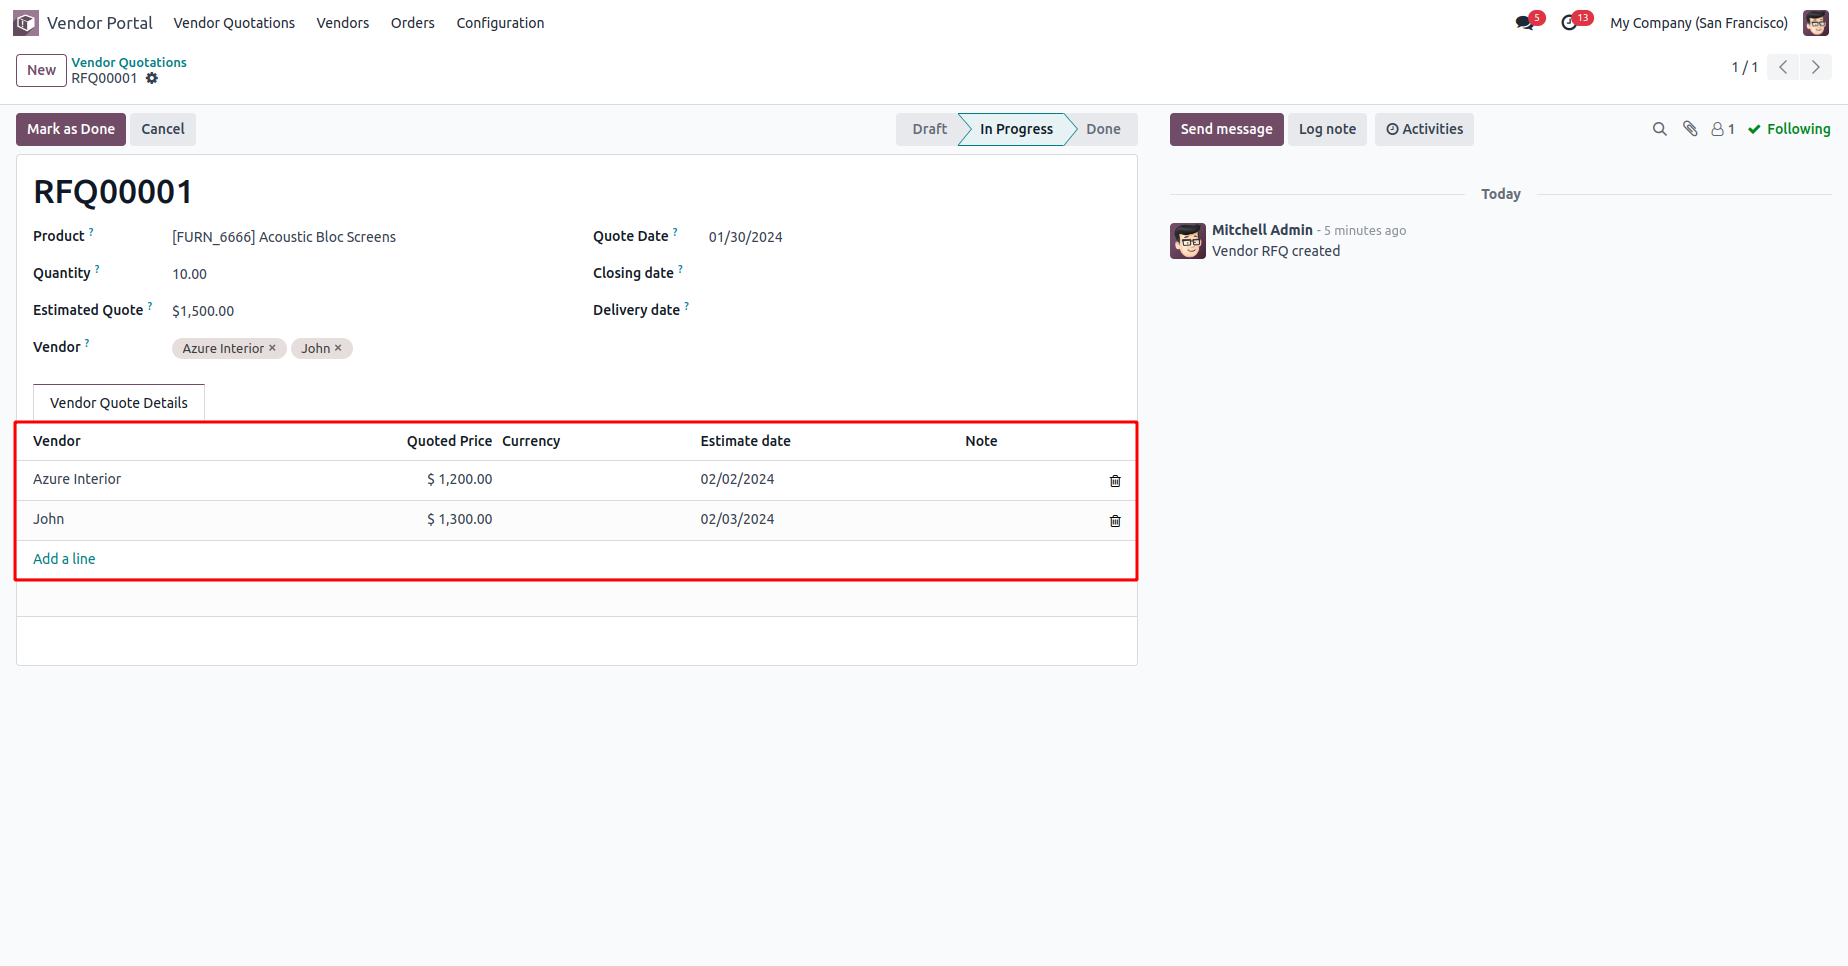 Vendor Portal Vendor Quotations Vendors Orders Configuration 5 13 My Company (San Francisco)
New Vendor Quotations
RFQ00001
1 / 1
Mark as Done Cancel Draft In Progress Done Send message Log note Activities 1 Following
RFQ00001
Today
Product ? [FURN_6666] Acoustic Bloc Screens Quote Date ? 01/30/2024
Mitchell Admin - 5 minutes ago
Vendor RFQ created
Quantity ? 10.00 Closing date ?
Estimated Quote ? $1,500.00 Delivery date ?
Vendor ? Azure Interior × John ×
Vendor Quote Details
Vendor Quoted Price Currency Estimate date Note
Azure Interior $ 1,200.00 02/02/2024
John $ 1,300.00 02/03/2024
Add a line